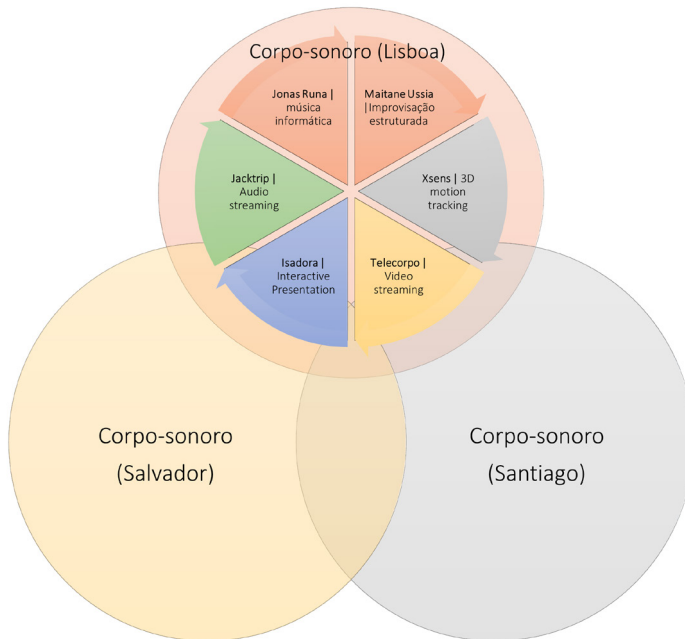 Corpo-sonoro (Lisboa)
Jonas Runa |
música
informática
Maitane Ussia
|Improvisação
estruturada
Jacktrip |
Audio
streaming
Xsens | 3D
motion
tracking
Isadora |
Interactive
Presentation
Telecorpo |
Video
streaming
Corpo-sonoro
(Salvador)
Corpo-sonoro
(Santiago)